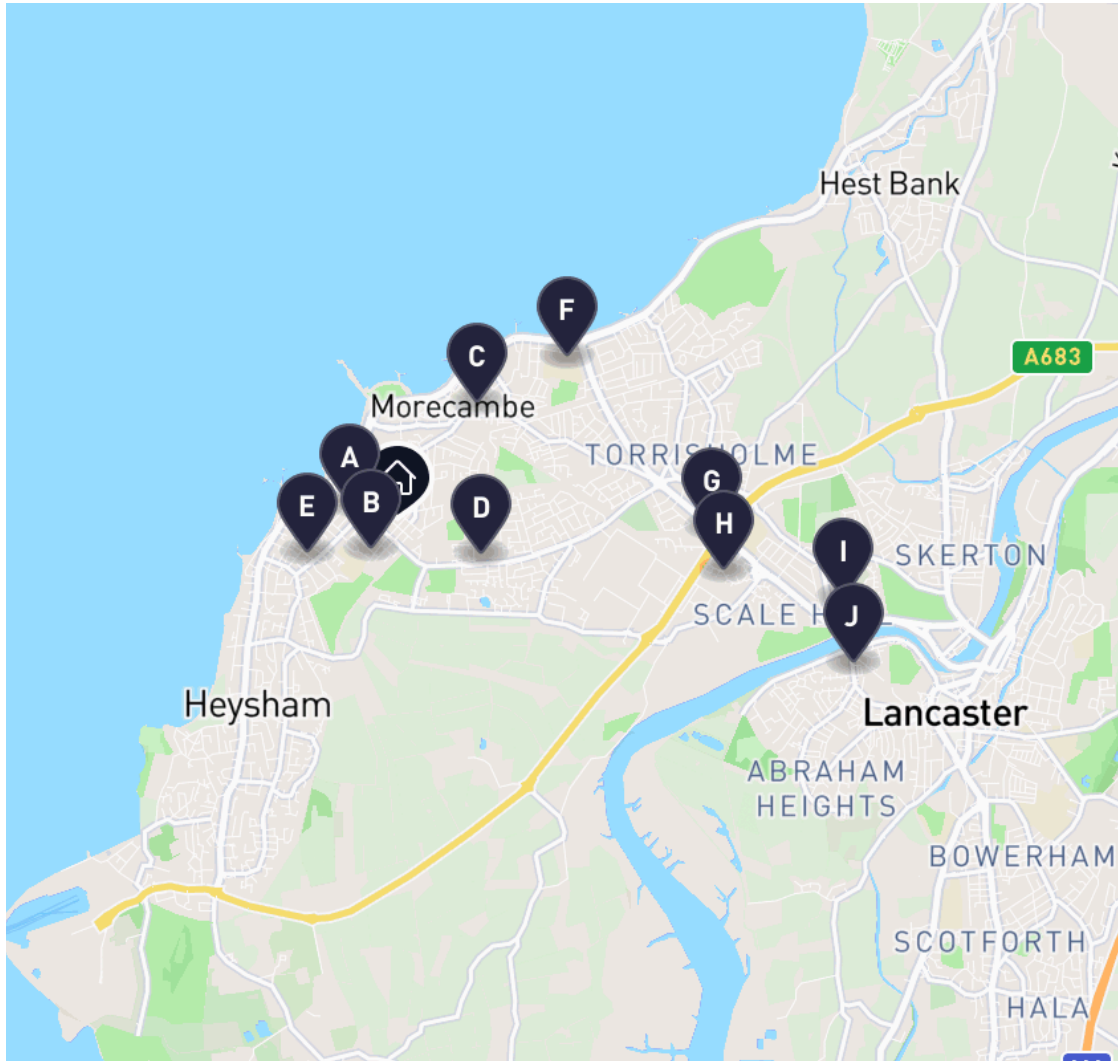 Hest Bank
F
A683
C
Morecambe
TORRISHOLME
A
G
E
B
D
H
I
SKERTON
SCALE HALL
J
Heysham
Lancaster
ABRAHAM
HEIGHTS
BOWERHAM
SCOTFORTH
HALA